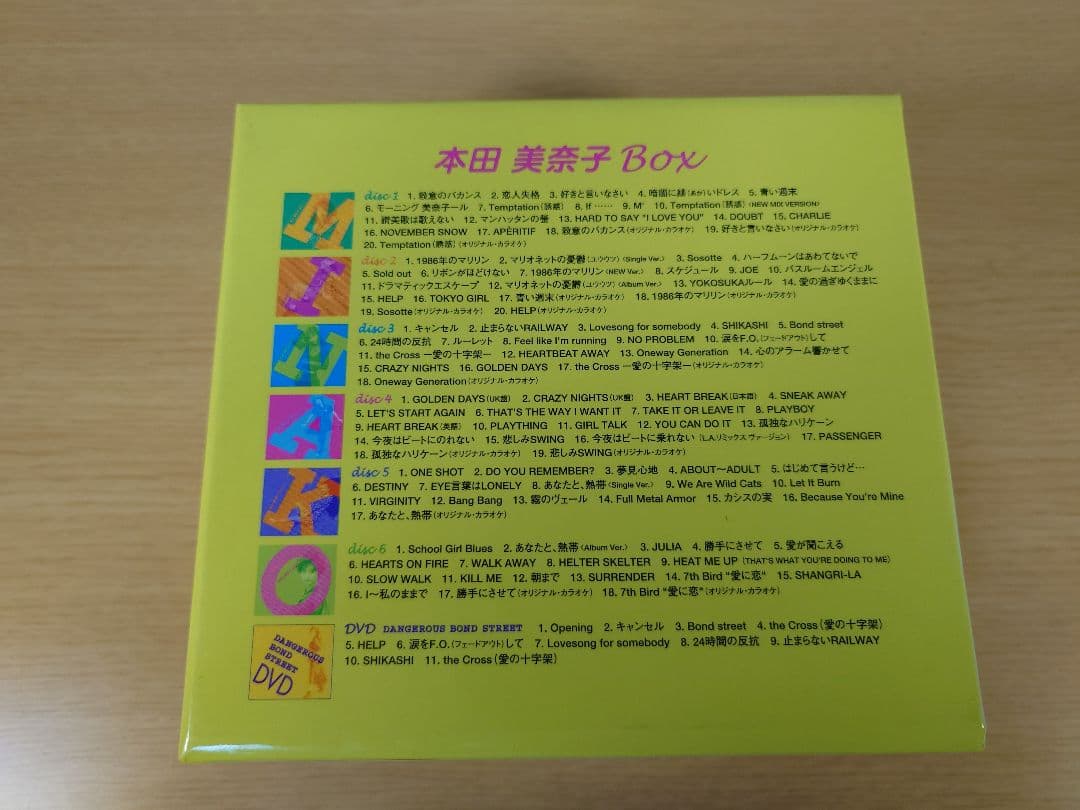 本田 美奈子 Box
M
disc 1 1. 殺意のバカンス 2. 恋人失格 3. 好きと言いなさい 4. 暗闇に緋(あか)いドレス 5. 青い週末
6. モーニング 美奈子ール 7. Temptation(誘惑) 8. If…… 9. M' 10. Temptation(誘惑)〈NEW MIX VERSION〉
11. 讃美歌は歌えない 12. マンハッタンの蛍 13. HARD TO SAY "I LOVE YOU" 14. DOUBT 15. CHARLiE
16. NOVEMBER SNOW 17. APÉRITIF 18. 殺意のバカンス(オリジナル・カラオケ) 19. 好きと言いなさい(オリジナル・カラオケ)
20. Temptation(誘惑)(オリジナル・カラオケ)
I
disc 2 1. 1986年のマリリン 2. マリオネットの憂鬱(ユウウツ)〈Single Ver.〉 3. Sosotte 4. ハーフムーンはあわてないで
5. Sold out 6. リボンがほどけない 7. 1986年のマリリン〈NEW Ver.〉 8. スケジュール 9. JOE 10. バスルームエンジェル
11. ドラマティックエスケープ 12. マリオネットの憂鬱(ユウウツ)〈Album Ver.〉 13. YOKOSUKAルール 14. 愛の過ぎゆくままに
15. HELP 16. TOKYO GIRL 17. 青い週末(オリジナル・カラオケ) 18. 1986年のマリリン(オリジナル・カラオケ)
19. Sosotte(オリジナル・カラオケ) 20. HELP(オリジナル・カラオケ)
N
disc 3 1. キャンセル 2. 止まらないRAILWAY 3. Lovesong for somebody 4. SHIKASHI 5. Bond street
6. 24時間の反抗 7. ルーレット 8. Feel like I'm running 9. NO PROBLEM 10. 涙をF.O.(フェードアウト)して
11. the Cross ー愛の十字架ー 12. HEARTBEAT AWAY 13. Oneway Generation 14. 心のアラーム響かせて
15. CRAZY NIGHTS 16. GOLDEN DAYS 17. the Cross ー愛の十字架ー(オリジナル・カラオケ)
18. Oneway Generation(オリジナル・カラオケ)
A
disc 4 1. GOLDEN DAYS(UK盤) 2. CRAZY NIGHTS(UK盤) 3. HEART BREAK(日本語) 4. SNEAK AWAY
5. LET'S START AGAIN 6. THAT'S THE WAY I WANT IT 7. TAKE IT OR LEAVE IT 8. PLAYBOY
9. HEART BREAK(英語) 10. PLAYTHING 11. GIRL TALK 12. YOU CAN DO IT 13. 孤独なハリケーン
14. 今夜はビートにのれない 15. 悲しみSWING 16. 今夜はビートに乗れない〈L.A.リミックス ヴァージョン〉 17. PASSENGER
18. 孤独なハリケーン(オリジナル・カラオケ) 19. 悲しみSWING(オリジナル・カラオケ)
K
disc 5 1. ONE SHOT 2. DO YOU REMEMBER? 3. 夢見心地 4. ABOUT〜ADULT 5. はじめて言うけど…
6. DESTINY 7. EYE言葉はLONELY 8. あなたと、熱帯〈Single Ver.〉 9. We Are Wild Cats 10. Let It Burn
11. VIRGINITY 12. Bang Bang 13. 霧のヴェール 14. Full Metal Armor 15. カシスの実 16. Because You're Mine
17. あなたと、熱帯(オリジナル・カラオケ)
O
disc 6 1. School Girl Blues 2. あなたと、熱帯〈Album Ver.〉 3. JULIA 4. 勝手にさせて 5. 愛が聞こえる
6. HEARTS ON FIRE 7. WALK AWAY 8. HELTER SKELTER 9. HEAT ME UP (THAT'S WHAT YOU'RE DOING TO ME)
10. SLOW WALK 11. KILL ME 12. 朝まで 13. SURRENDER 14. 7th Bird "愛に恋" 15. SHANGRI-LA
16. I〜私のままで 17. 勝手にさせて(オリジナル・カラオケ) 18. 7th Bird "愛に恋"(オリジナル・カラオケ)
DANGEROUS
BOND
STREET
DVD
DVD DANGEROUS BOND STREET 1. Opening 2. キャンセル 3. Bond street 4. the Cross(愛の十字架)
5. HELP 6. 涙をF.O.(フェードアウト)して 7. Lovesong for somebody 8. 24時間の反抗 9. 止まらないRAILWAY
10. SHIKASHI 11. the Cross(愛の十字架)